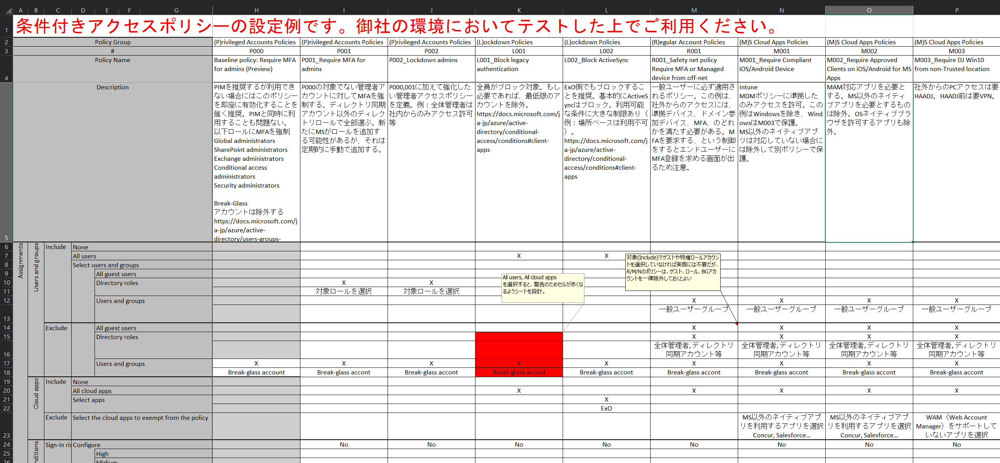 A B C D E F G H I J K L M N O P
1 条件付きアクセスポリシーの設定例です。御社の環境においてテストした上でご利用ください。
2 Policy Group (P)rivileged Accounts Policies (P)rivileged Accounts Policies (P)rivileged Accounts Policies (L)ockdown Policies (L)ockdown Policies (R)egular Account Policies (M)S Cloud Apps Policies (M)S Cloud Apps Policies (M)S Cloud Apps Policies
3 # P000 P001 P002 L001 L002 R001 M001 M002 M003
4 Policy Name
Baseline policy: Require MFA
for admins (Preview)
P001_Require MFA for
admins
P002_Lockdown admins
L001_Block legacy
authentication
L002_Block ActiveSync
R001_Safety net policy
Require MFA or Managed
device from off-net
M001_Require Compliant
iOS/Android Device
M002_Require Approved
Clients on iOS/Android for MS
Apps
M003_Require DJ Win10
from non-Trusted location
5 Description
PIMを推奨するが利用でき
ない場合にはこのポリシー
を即座に有効化することを
強く推奨。PIMと同時に利
用することも問題ない。
以下ロールにMFAを強制
Global administrators
SharePoint administrators
Exchange administrators
Conditional access
administrators
Security administrators
Break-Glass
アカウントは除外する
https://docs.microsoft.com/j
a-jp/azure/active-
directory/users-groups-
P000の対象でない管理者ア
カウントに対してMFAを強
制する。ディレクトリ同期
アカウント以外のディレク
トリロールで全部選ぶ。新
たにMSがロールを追加す
る可能性があるが、それは
定期的に手動で追加する。
P000,001に加えて強化した
い管理者アクセスポリシー
を定義。例：全体管理者は
社内からのみアクセス許可
等
全員がブロック対象。もし
必要であれば、最低限のア
カウントを除外。
https://docs.microsoft.com/j
a-jp/azure/active-
directory/conditional-
access/conditions#client-
apps
ExO側でもブロックするこ
とを推奨。基本的にActiveS
yncはブロック。利用可能
な条件に大きな制限あり（
例：場所ベースは利用不可
）。
https://docs.microsoft.com/j
a-jp/azure/active-
directory/conditional-
access/conditions#client-
apps
一般ユーザーに必ず適用さ
れるポリシー。この例は、
社外からのアクセスには、
準拠デバイス、ドメイン参
加デバイス、MFA、のどれ
かを満たす必要がある。M
FAを要求する、という制御
をするとエンドユーザーに
MFA登録を求める画面が出
るため注意。
Intune
MDMポリシーに準拠した
のみアクセスを許可。この
例はWindowsを除き、Wind
owsはM003で保護。
MS以外のネイティブアプ
リは対応していない場合に
は除外して別ポリシーで保
護。
MAM対応アプリを必要と
する。MS以外のネイティ
ブアプリを必要とするもの
は除外。OSネイティブブラ
ウザを許可するアプリも除
外。
社外からのPCアクセスは要
HAADJ。HAADJ前は要VPN。
Assignments
Users and groups
6 Include None
7 All users X X
8 Select users and groups
9 All guest users
10 Directory roles X X
11 対象ロールを選択 対象ロールを選択
12 Users and groups X X X X
13 一般ユーザーグループ 一般ユーザーグループ 一般ユーザーグループ 一般ユーザーグループ
All users, All cloud apps
を選択すると、警告のためセルが赤くな
るようシートを設計。
対象(Include)でゲストや特権ロールアカウン
トを選択していなければ実際には不要だが、
R/M/Nのポリシーは、ゲスト、ロール、BGアカ
ウントを一律除外しておくとよい
14 Exclude All guest users X X X X
15 Directory roles X X X X
16
全体管理者, ディレクトリ
同期アカウント等
全体管理者, ディレクトリ
同期アカウント等
全体管理者, ディレクトリ
同期アカウント等
全体管理者, ディレクトリ
同期アカウント等
17 Users and groups X X X X X X X X X
18 Break-glass account Break-glass accont Break-glass accont Break-glass accont Break-glass accont Break-glass accont Break-glass accont Break-glass accont Break-glass accont
Cloud apps
19 Include None
20 All cloud apps X X X X X
21 Select apps X
22 ExO
23 Exclude Select the cloud apps to exempt from the policy
MS以外のネイティブアプ
リを利用するアプリを選択
Concur, Salesforce...
MS以外のネイティブアプ
リを利用するアプリを選択
Concur, Salesforce...
WAM（Web Account
Manager）をサポートして
いないアプリを選択
nditions
24 Sign-in ris Configure No No No No No No No No
25 High
26 Midium